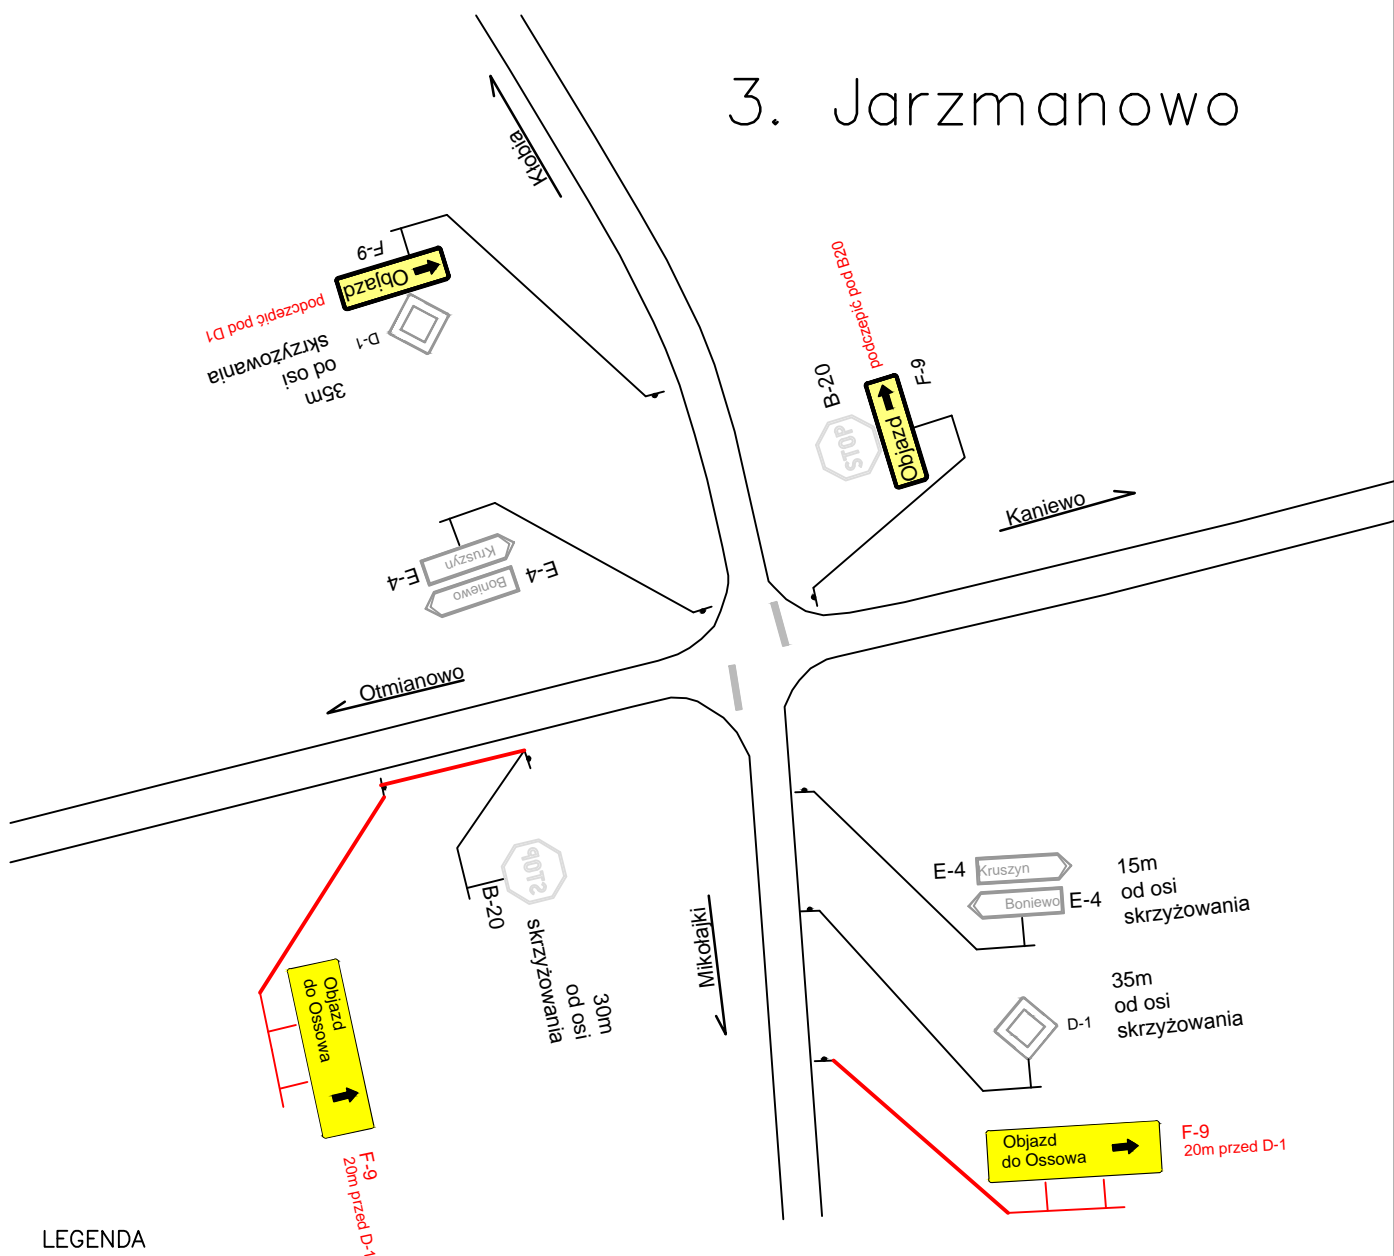 3. Jarzmanowo
Kłobia
F-9
Objazd
podczepić pod D1
D-1
35m
od osi
skrzyżowania
podczepić pod B20
B-20
F-9
STOP
Objazd
Kaniewo
Kruszyn
E-4
Boniewo
E-4
Otmianowo
B-20
STOP
30m
od osi
skrzyżowania
Mikołajki
E-4
Kruszyn
Boniewo
E-4
15m
od osi
skrzyżowania
D-1
35m
od osi
skrzyżowania
Objazd
do Ossowa
F-9
20m przed D-1
Objazd
do Ossowa
F-9
20m przed D-1
LEGENDA